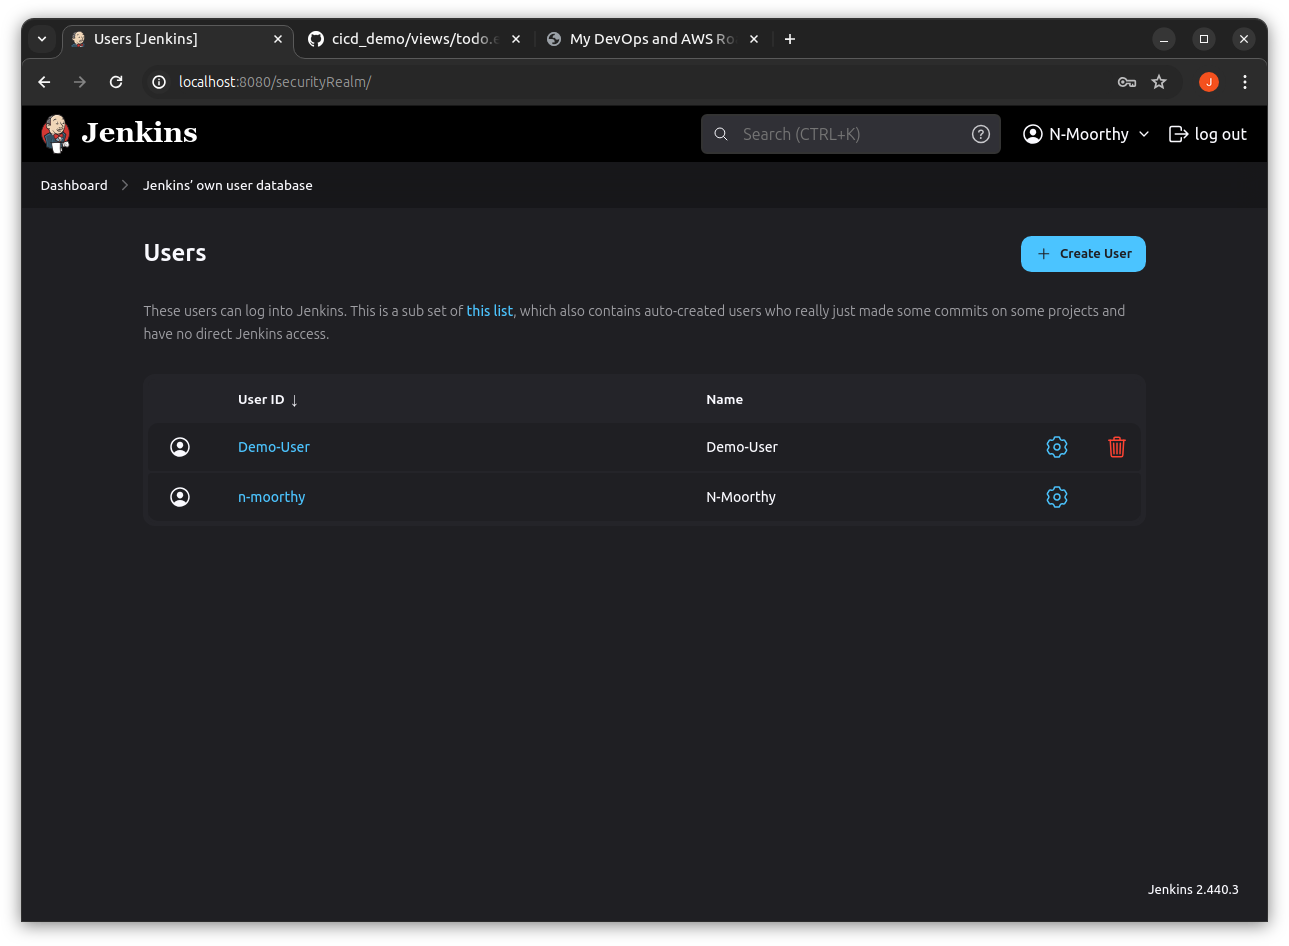 Users [Jenkins]
cicd_demo/views/todo.e
My DevOps and AWS Ro
localhost:8080/securityRealm/
J
Jenkins
Search (CTRL+K)
N-Moorthy
log out
Dashboard
Jenkins’ own user database
Users
Create User
These users can log into Jenkins. This is a sub set of this list, which also contains auto-created users who really just made some commits on some projects and
have no direct Jenkins access.
User ID ↓
Name
Demo-User
Demo-User
n-moorthy
N-Moorthy
Jenkins 2.440.3